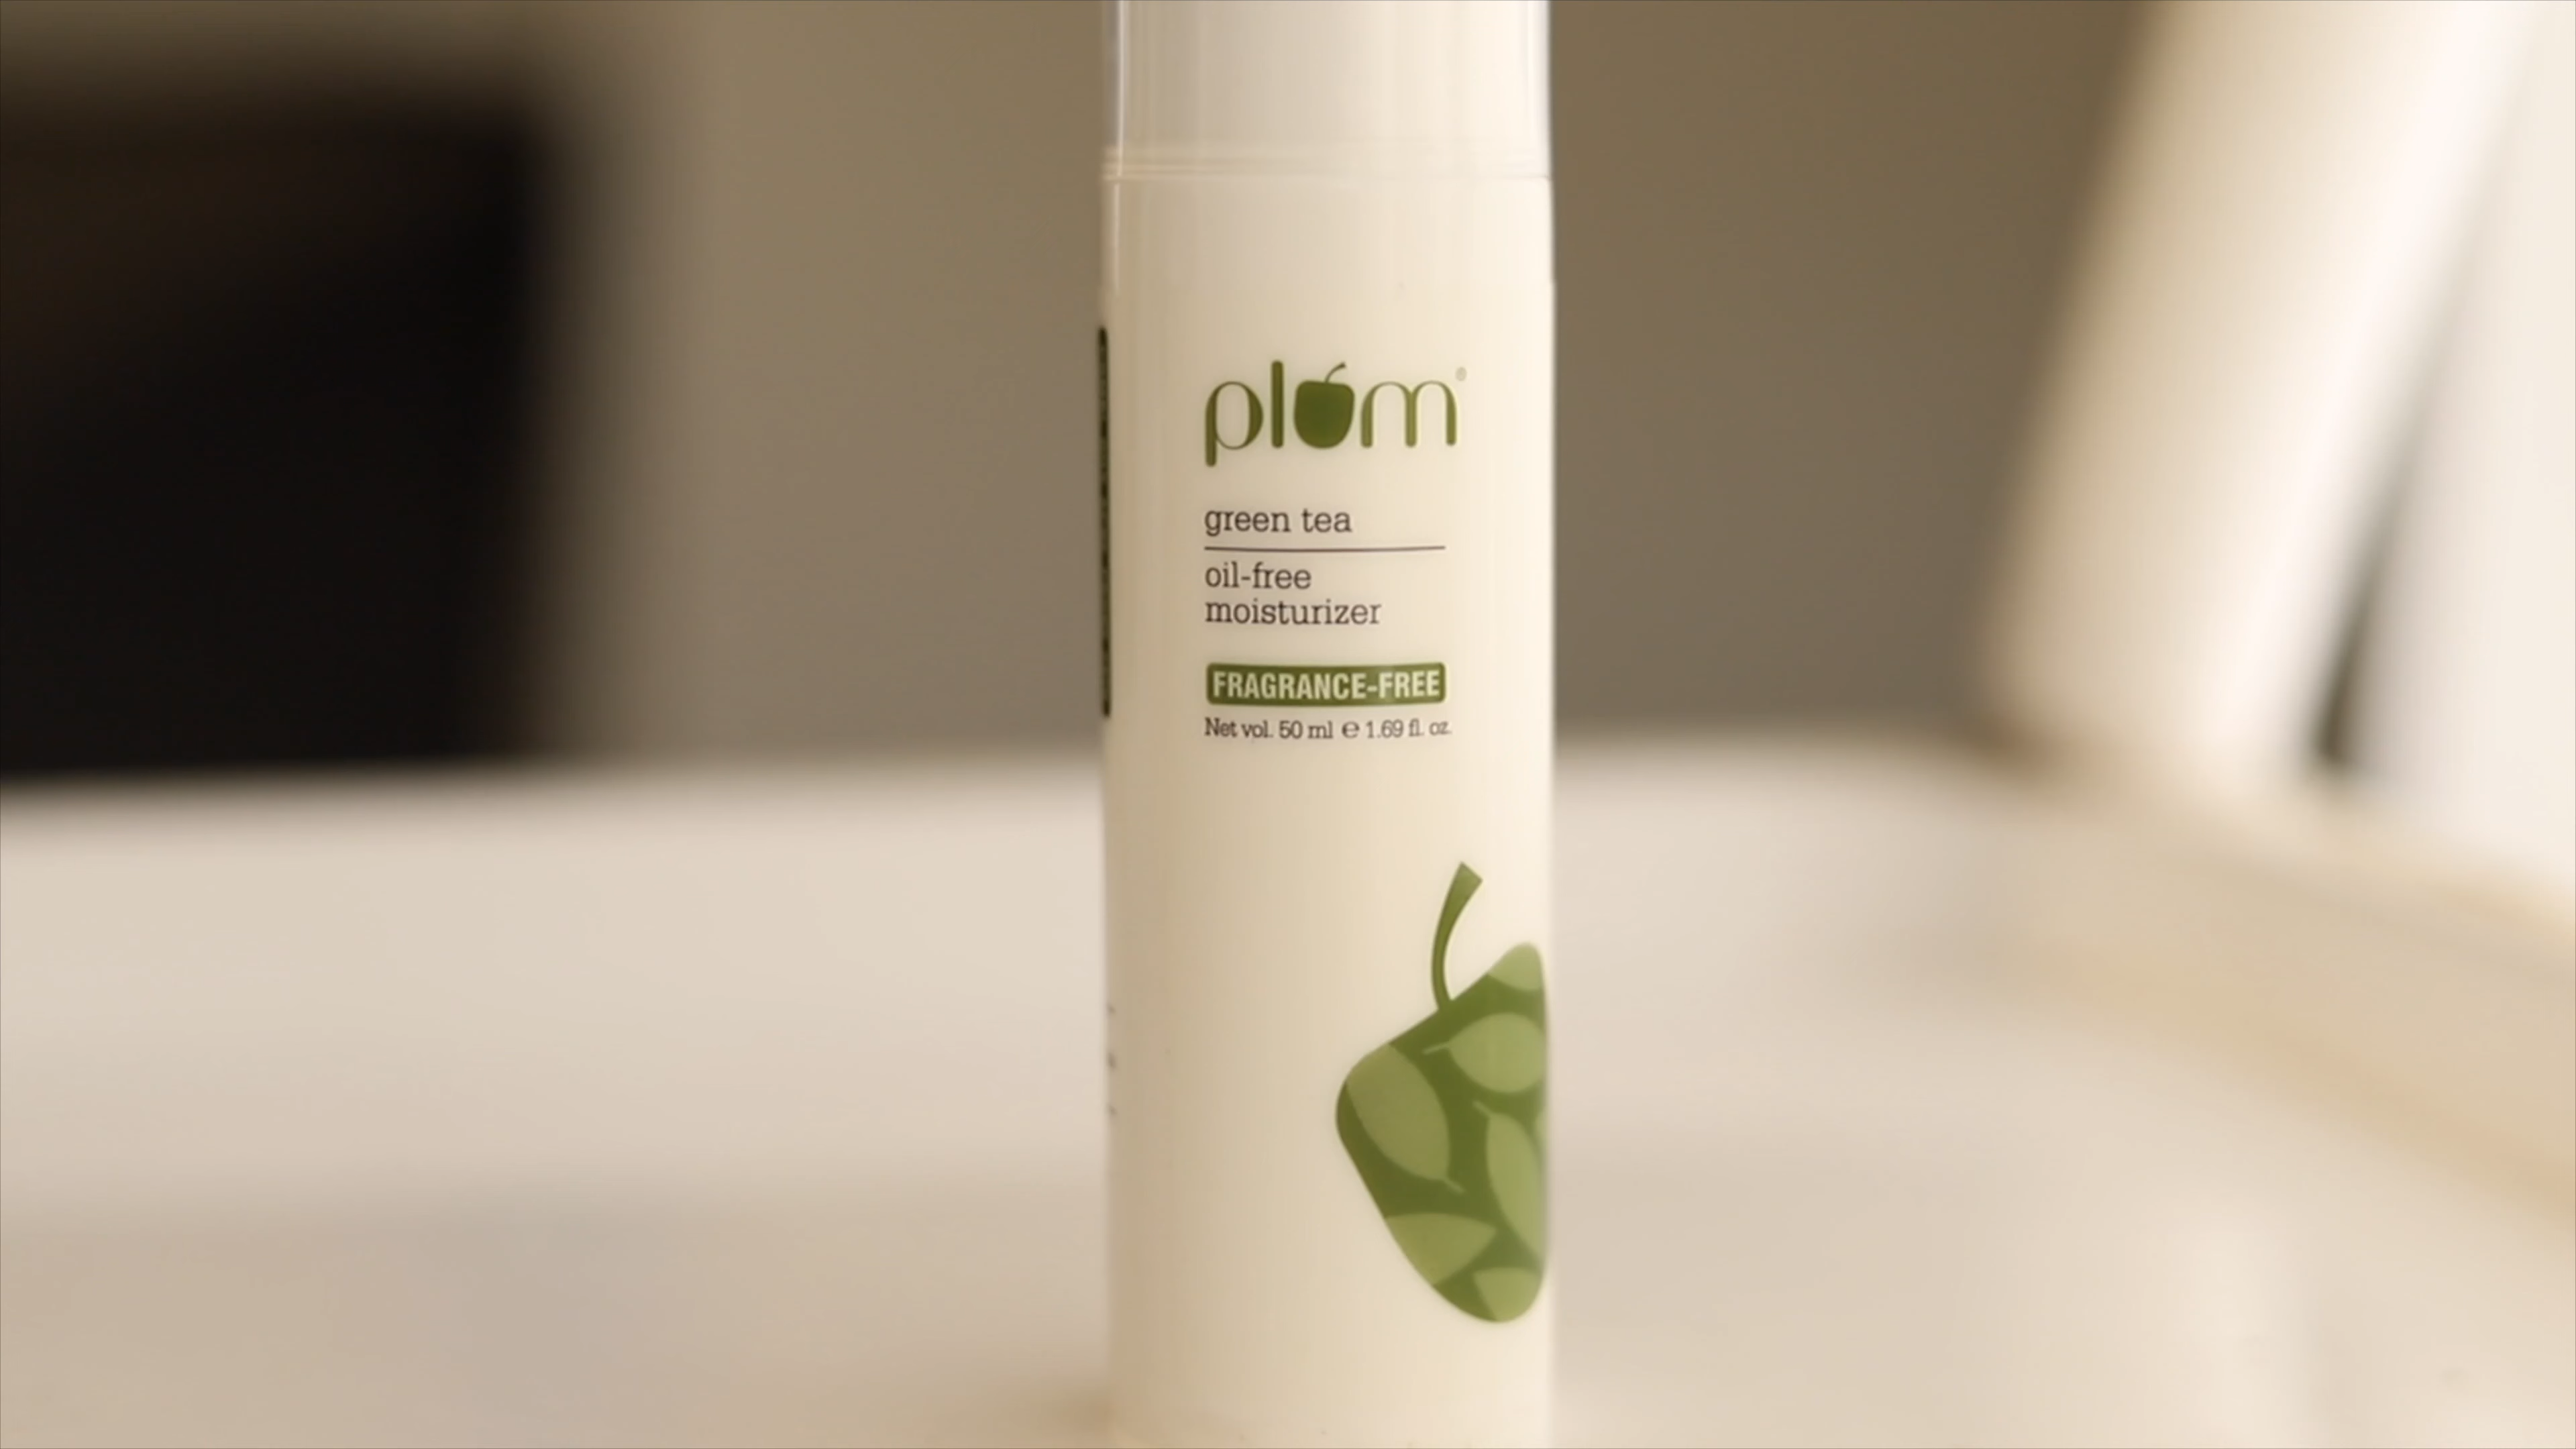 plum®
green tea
oil-free
moisturizer
FRAGRANCE-FREE
Net vol. 50 ml ℮ 1.69 fl. oz.